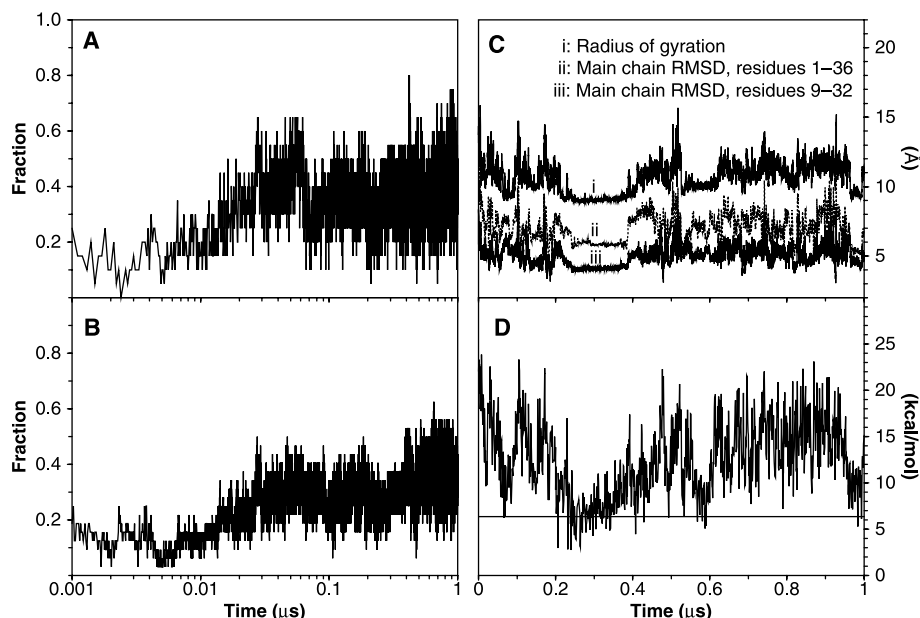 A
1.0
0.8
0.6
0.4
0.2
Fraction
B
0.8
0.6
0.4
0.2
0
Fraction
0.001
0.01
0.1
1
Time (μs)
C
i: Radius of gyration
ii: Main chain RMSD, residues 1–36
iii: Main chain RMSD, residues 9–32
i
ii
iii
20
15
10
5
(Å)
D
25
20
15
10
5
0
(kcal/mol)
0
0.2
0.4
0.6
0.8
1
Time (μs)